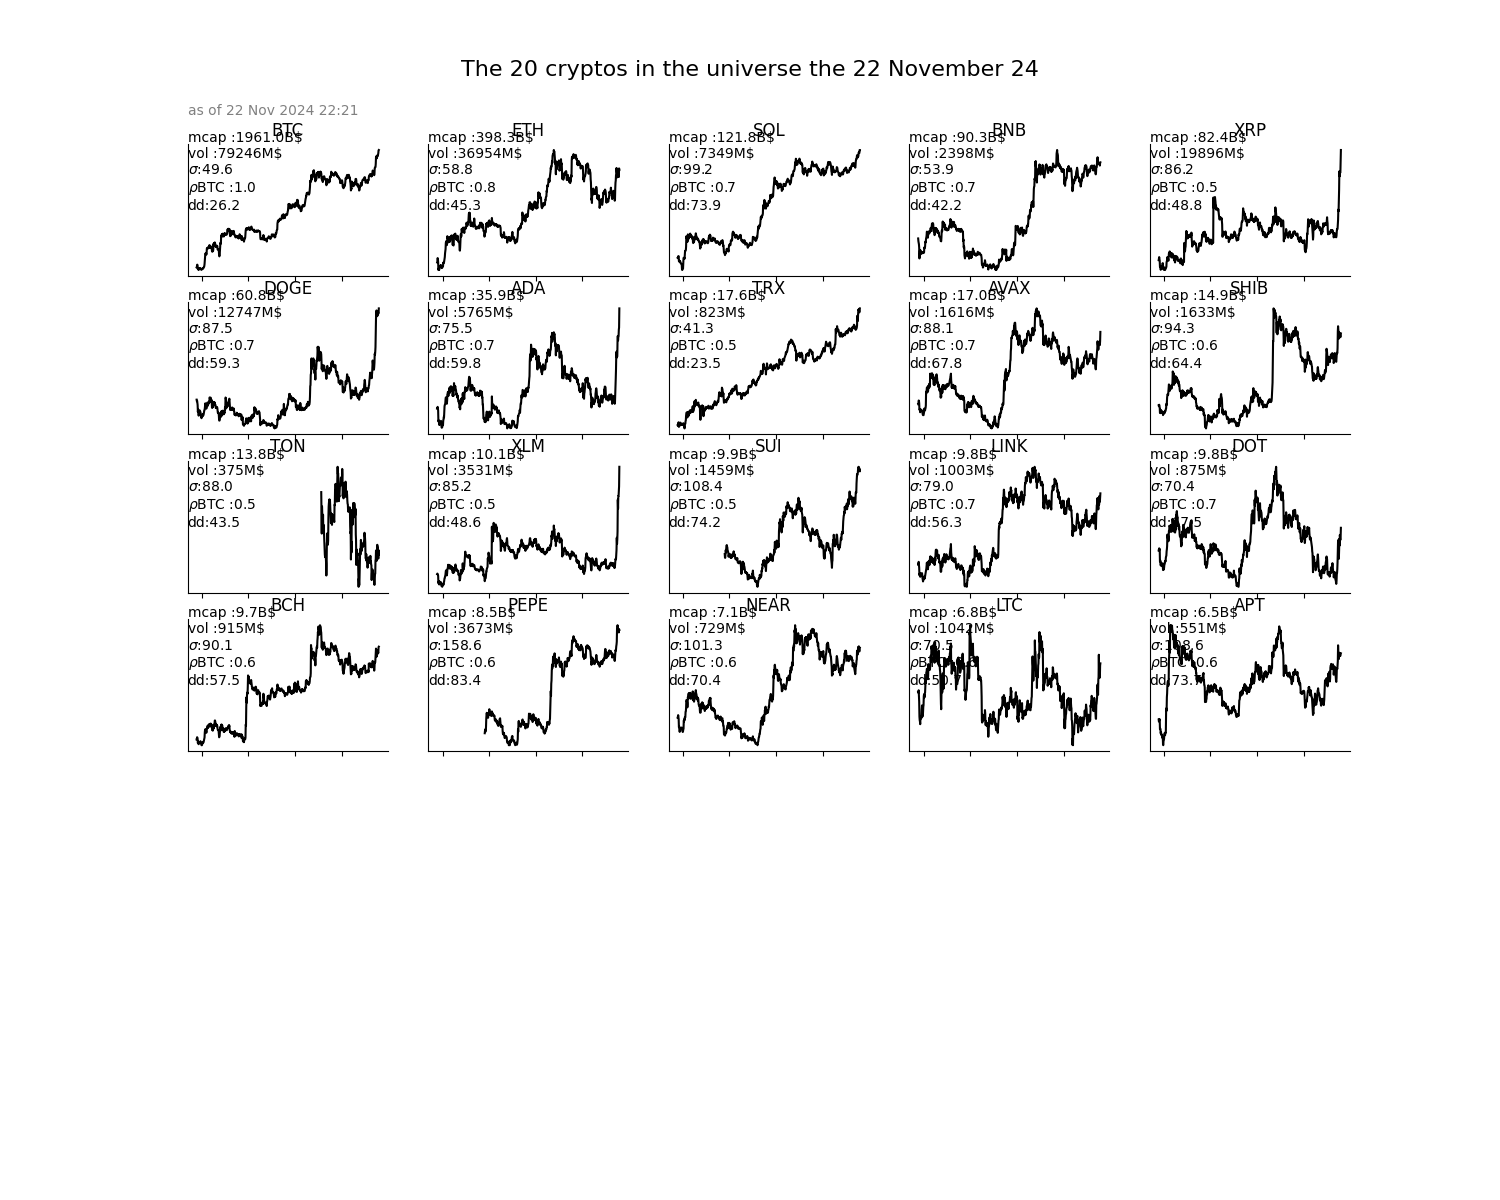 The 20 cryptos in the universe the 22 November 24
as of 22 Nov 2024 22:21
BTC
mcap :1961.0B$
vol :79246M$
σ:49.6
ρBTC :1.0
dd:26.2
ETH
mcap :398.3B$
vol :36954M$
σ:58.8
ρBTC :0.8
dd:45.3
SOL
mcap :121.8B$
vol :7349M$
σ:99.2
ρBTC :0.7
dd:73.9
BNB
mcap :90.3B$
vol :2398M$
σ:53.9
ρBTC :0.7
dd:42.2
XRP
mcap :82.4B$
vol :19896M$
σ:86.2
ρBTC :0.5
dd:48.8
DOGE
mcap :60.8B$
vol :12747M$
σ:87.5
ρBTC :0.7
dd:59.3
ADA
mcap :35.9B$
vol :5765M$
σ:75.5
ρBTC :0.7
dd:59.8
TRX
mcap :17.6B$
vol :823M$
σ:41.3
ρBTC :0.5
dd:23.5
AVAX
mcap :17.0B$
vol :1616M$
σ:88.1
ρBTC :0.7
dd:67.8
SHIB
mcap :14.9B$
vol :1633M$
σ:94.3
ρBTC :0.6
dd:64.4
TON
mcap :13.8B$
vol :375M$
σ:88.0
ρBTC :0.5
dd:43.5
XLM
mcap :10.1B$
vol :3531M$
σ:85.2
ρBTC :0.5
dd:48.6
SUI
mcap :9.9B$
vol :1459M$
σ:108.4
ρBTC :0.5
dd:74.2
LINK
mcap :9.8B$
vol :1003M$
σ:79.0
ρBTC :0.7
dd:56.3
DOT
mcap :9.8B$
vol :875M$
σ:70.4
ρBTC :0.7
BCH
mcap :9.7B$
vol :915M$
σ:90.1
ρBTC :0.6
dd:57.5
PEPE
mcap :8.5B$
vol :3673M$
σ:158.6
ρBTC :0.6
dd:83.4
NEAR
mcap :7.1B$
vol :729M$
σ:101.3
ρBTC :0.6
dd:70.4
LTC
mcap :6.8B$
vol :1042M$
APT
mcap :6.5B$
vol :551M$
ρBTC :0.6